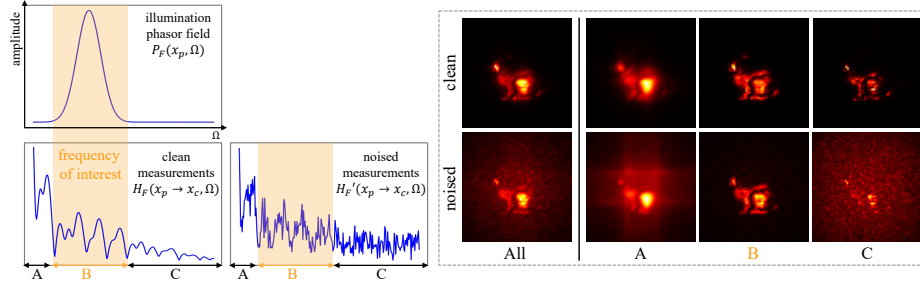 amplitude
illumination
phasor field
P_F(x_p, Ω)
Ω
frequency
of interest
clean
measurements
H_F(x_p → x_c, Ω)
noised
measurements
H_F'(x_p → x_c, Ω)
A
B
C
A
B
C
clean
noised
All
A
B
C